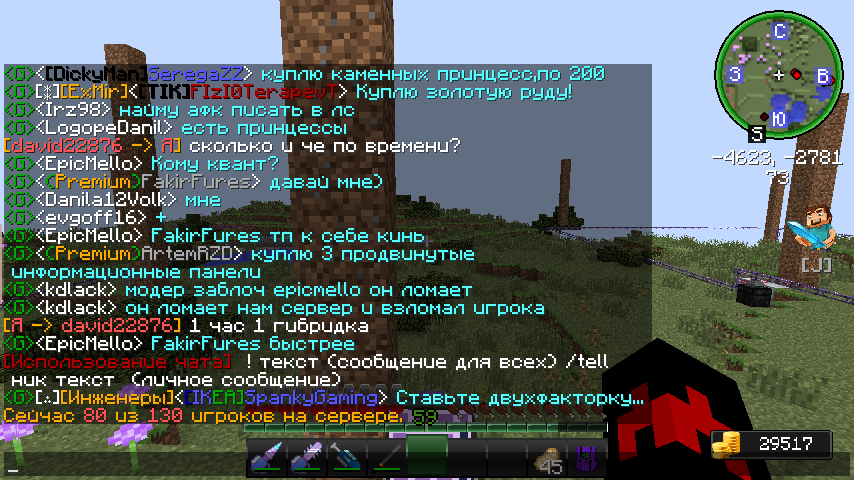 <G><[DickyMan]SeregaZZ> куплю каменных принцесс,по 200
<G>[※][ExMir]<[TIK]FIzI0TerapevT> Куплю золотую руду!
<G><Irz98> найму афк писать в лс
<G><LogopeDanil> есть принцессы
[david22876 -> Я] сколько и че по времени?
<G><EpicMello> Кому квант?
<G><(Premium)FakirFures> давай мне)
<G><Danila12Volk> мне
<G><evgoff16> +
<G><EpicMello> FakirFures тп к себе кинь
<G><(Premium)ArtemRZD> куплю 3 продвинутые
информационные панели
<G><kdlack> модер заблоч epicmello он ломает
<G><kdlack> он ломает нам сервер и взломал игрока
[Я -> david22876] 1 час 1 гибридка
<G><EpicMello> FakirFures быстрее
[Использование чата] ! текст (сообщение для всех) /tell
ник текст (личное сообщение)
<G>[∴][Инженеры]<[IKEA]SpankyGaming> Ставьте двухфакторку...
Сейчас 80 из 130 игроков на сервере.
59
45
_
С
З
В
Ю
S
-4623, -2781
73
[J]
29517